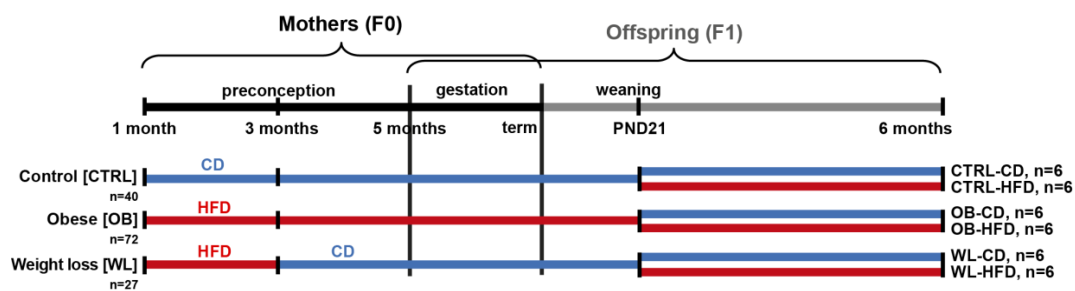 Mothers (F0)
Offspring (F1)
preconception
gestation
weaning
1 month
3 months
5 months
term
PND21
6 months
Control [CTRL]
n=40
CD
CTRL-CD, n=6
CTRL-HFD, n=6
Obese [OB]
n=72
HFD
OB-CD, n=6
OB-HFD, n=6
Weight loss [WL]
n=27
HFD
CD
WL-CD, n=6
WL-HFD, n=6